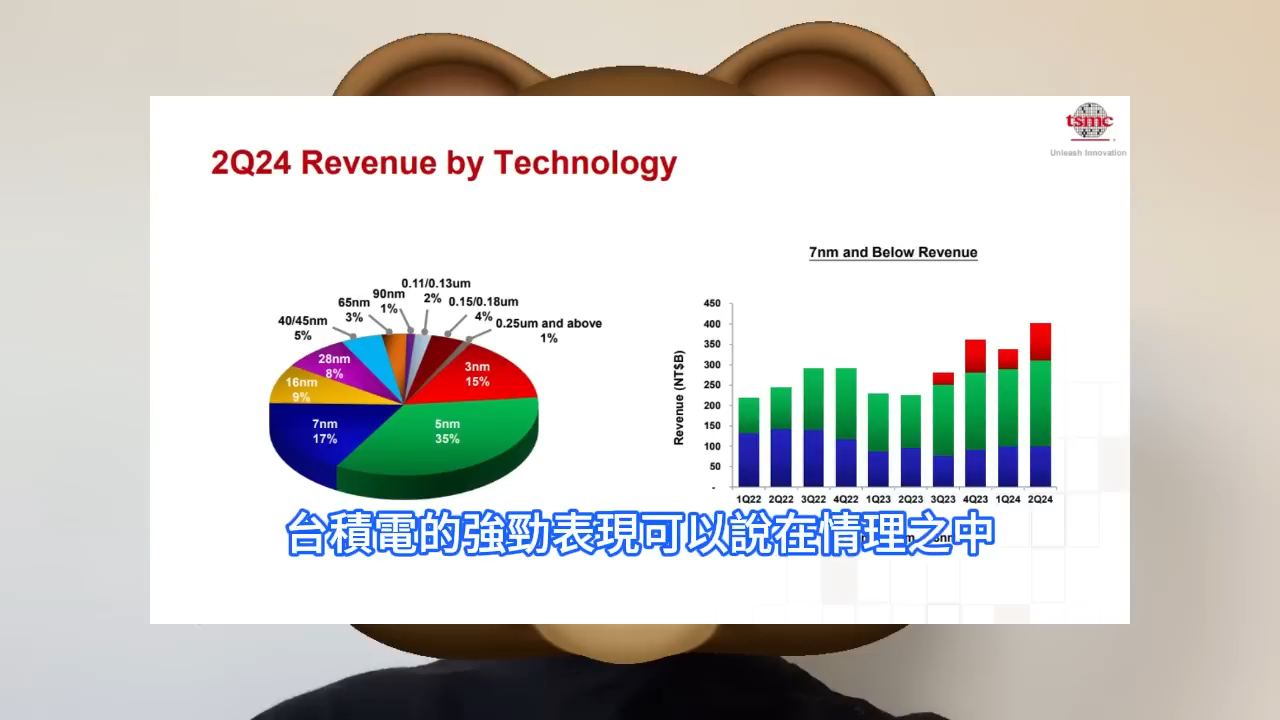 tsmc
Unleash Innovation
2Q24 Revenue by Technology
7nm and Below Revenue
0.11/0.13um
2%
90nm
1%
65nm
3%
0.15/0.18um
4%
40/45nm
5%
0.25um and above
1%
28nm
8%
3nm
15%
16nm
9%
7nm
17%
5nm
35%
Revenue (NT$B)
450
400
350
300
250
200
150
100
50
-
1Q22 2Q22 3Q22 4Q22 1Q23 2Q23 3Q23 4Q23 1Q24 2Q24
台積電的強勁表現可以說在情理之中